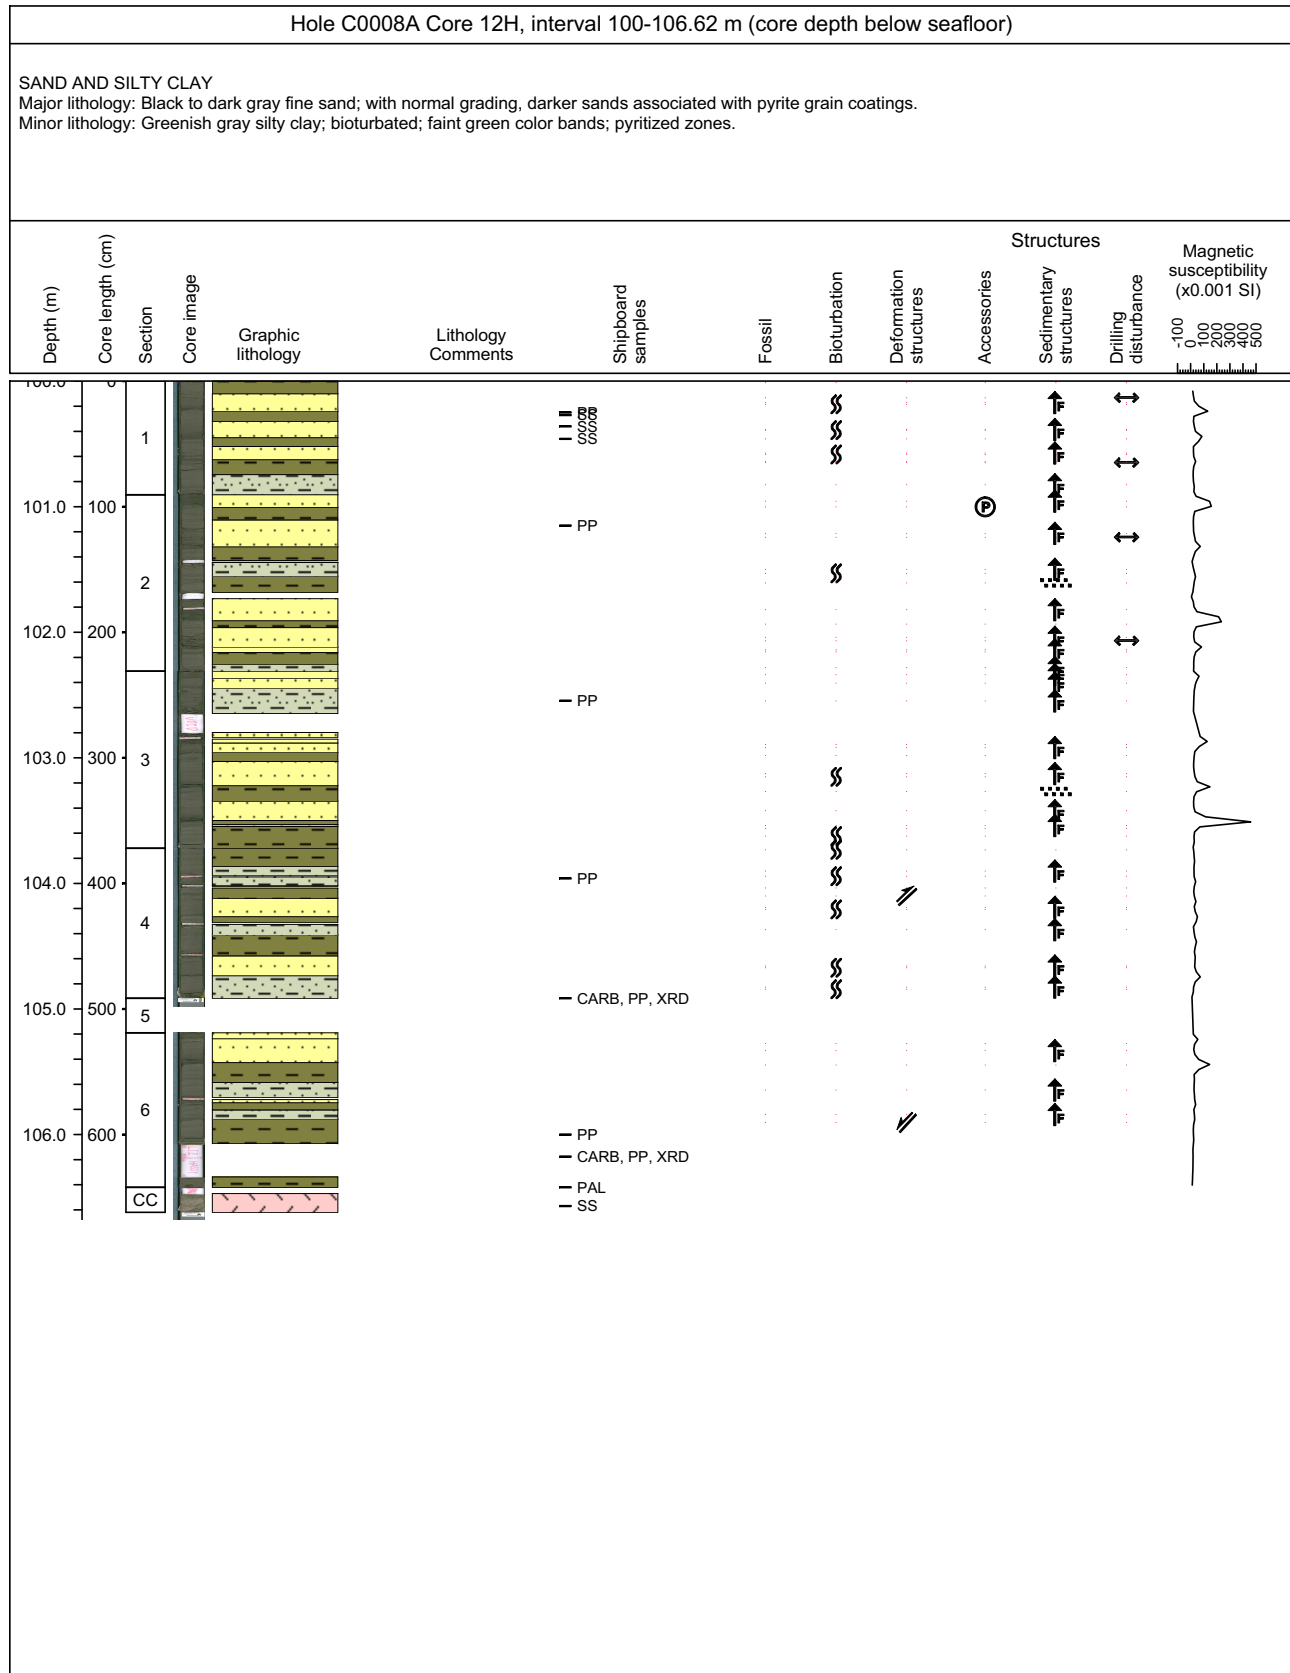 Hole C0008A Core 12H, interval 100-106.62 m (core depth below seafloor)
SAND AND SILTY CLAY
Major lithology: Black to dark gray fine sand; with normal grading, darker sands associated with pyrite grain coatings.
Minor lithology: Greenish gray silty clay; bioturbated; faint green color bands; pyritized zones.
Structures
Depth (m)
Core length (cm)
Section
Core image
Graphic
lithology
Lithology
Comments
Shipboard
samples
Fossil
Bioturbation
Deformation
structures
Accessories
Sedimentary
structures
Drilling
disturbance
Magnetic
susceptibility
(x0.001 SI)
-100
0
100
200
300
400
500
100.0 0
PP
SS
SS
1 SS
101.0 100 P
PP
2
102.0 200
PP
103.0 300 3
104.0 400 PP
4
CARB, PP, XRD
105.0 500 5
6
106.0 600 PP
CARB, PP, XRD
PAL
CC SS